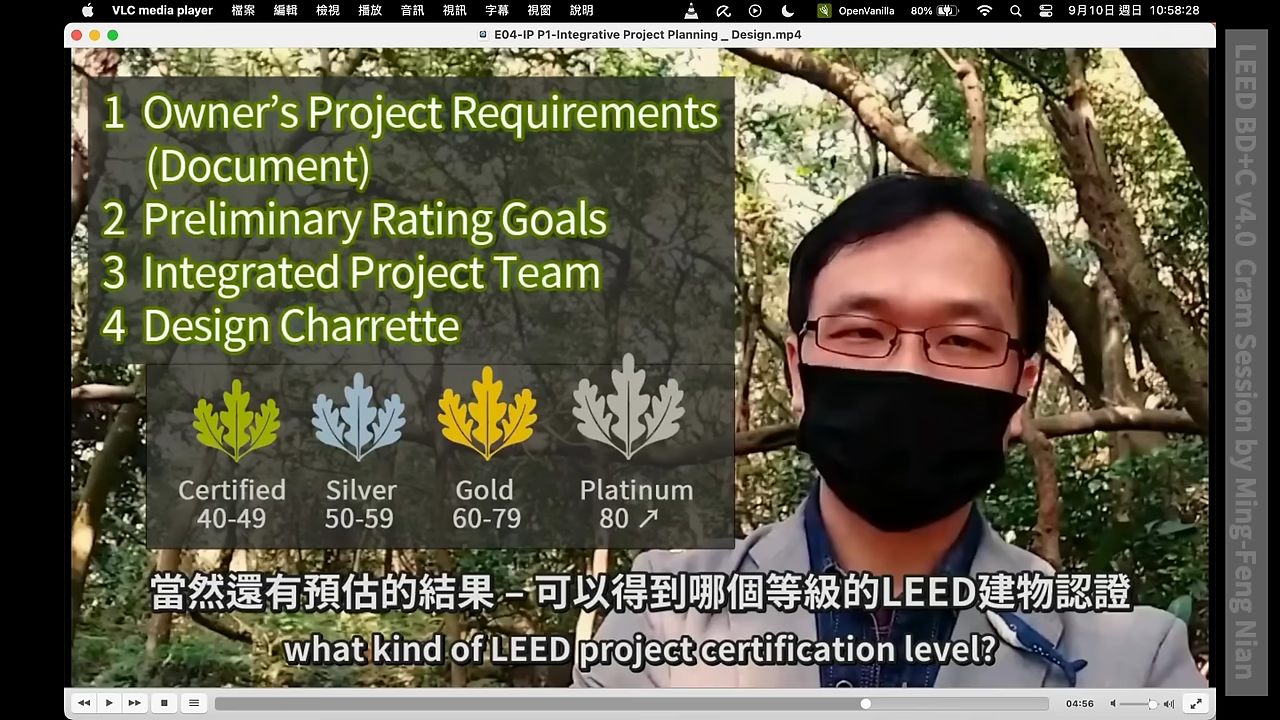 VLC media player 檔案 編輯 檢視 播放 音訊 視訊 字幕 視窗 說明 OpenVanilla 80% 9月10日 週日 10:58:28
E04-IP P1-Integrative Project Planning _ Design.mp4
1 Owner's Project Requirements
(Document)
2 Preliminary Rating Goals
3 Integrated Project Team
4 Design Charrette
Certified Silver Gold Platinum
40-49 50-59 60-79 80 ↗
當然還有預估的結果 – 可以得到哪個等級的LEED建物認證
what kind of LEED project certification level?
04:56
LEED BD+C v4.0 Cram Session by Ming-Feng Nian